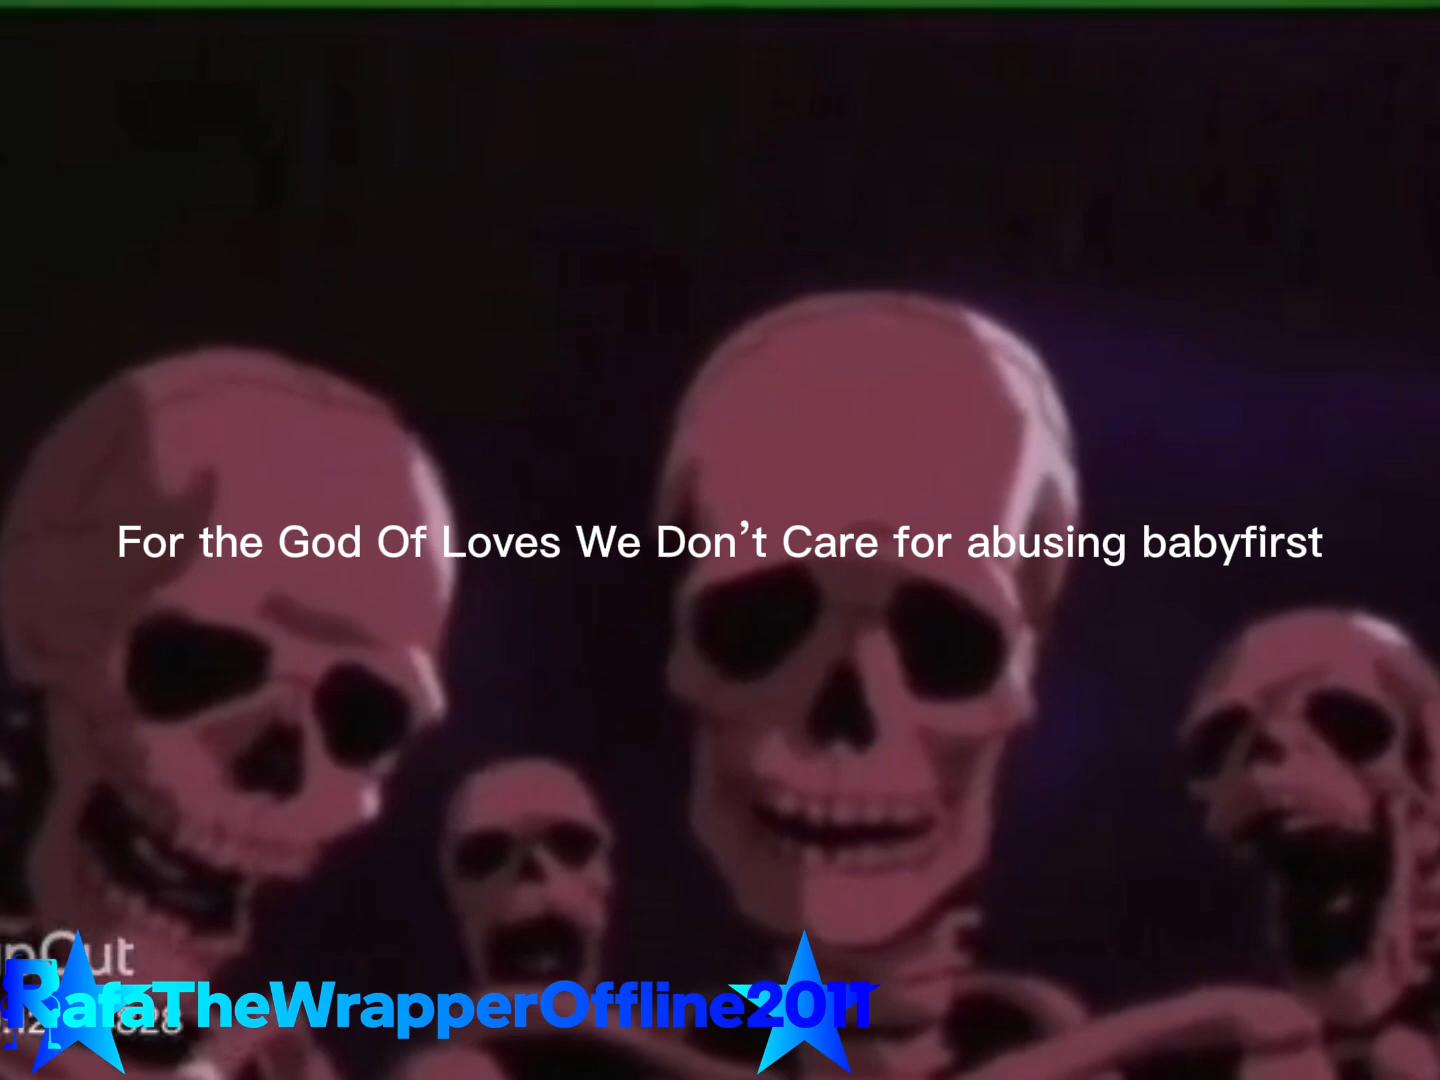 For the God Of Loves We Don’t Care for abusing babyfirst
RafaTheWrapperOffline2011